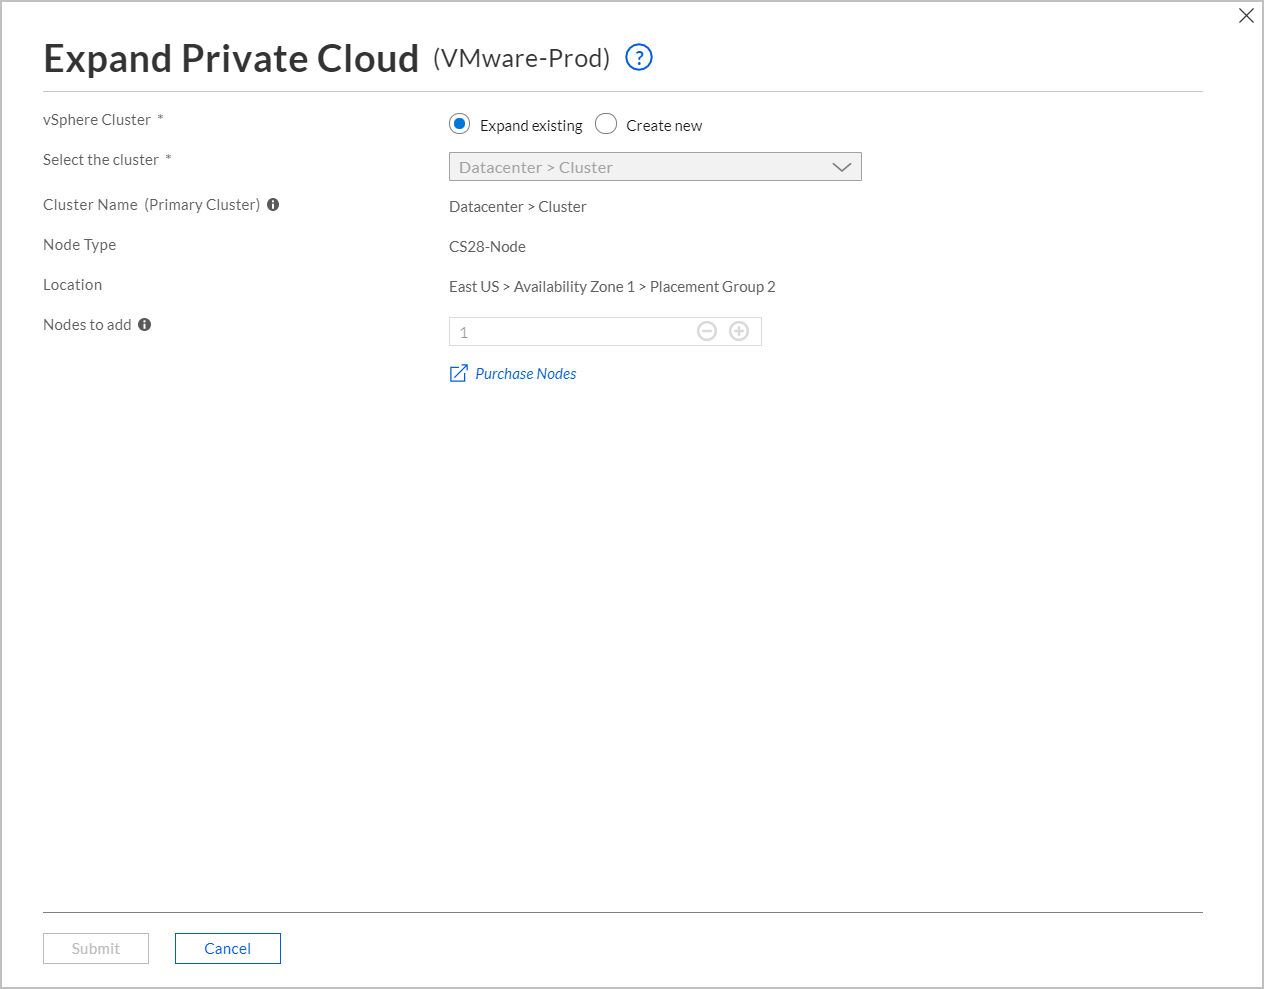 Expand Private Cloud (VMware-Prod) ?
vSphere Cluster *
Expand existing Create new
Select the cluster *
Datacenter > Cluster
Cluster Name (Primary Cluster) i
Datacenter > Cluster
Node Type
CS28-Node
Location
East US > Availability Zone 1 > Placement Group 2
Nodes to add i
1
Purchase Nodes
Submit Cancel